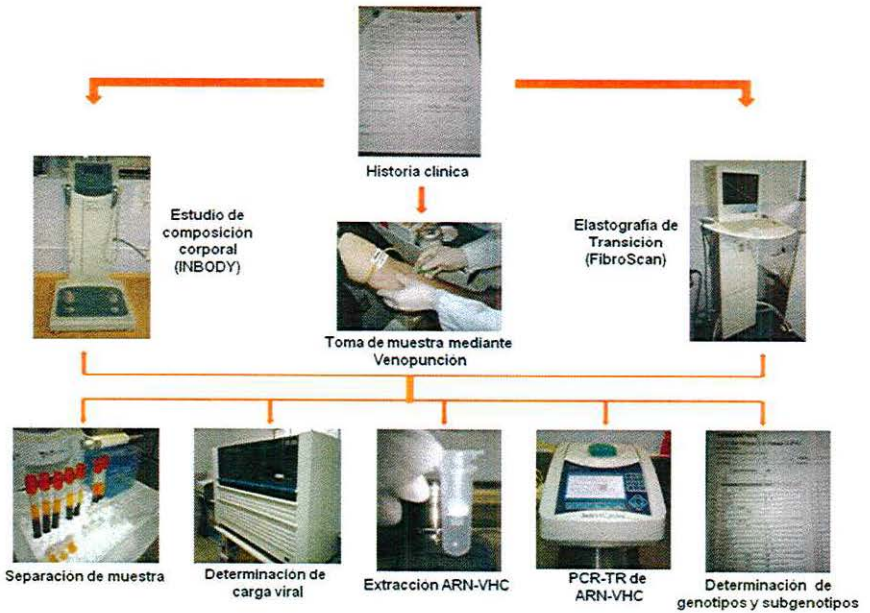 Historia clínica
Estudio de
composición
corporal
(INBODY)
Elastografía de
Transición
(FibroScan)
Toma de muestra mediante
Venopunción
Separación de muestra
Determinación de
carga viral
Extracción ARN-VHC
PCR-TR de
ARN-VHC
Determinación de
genotipos y subgenotipos